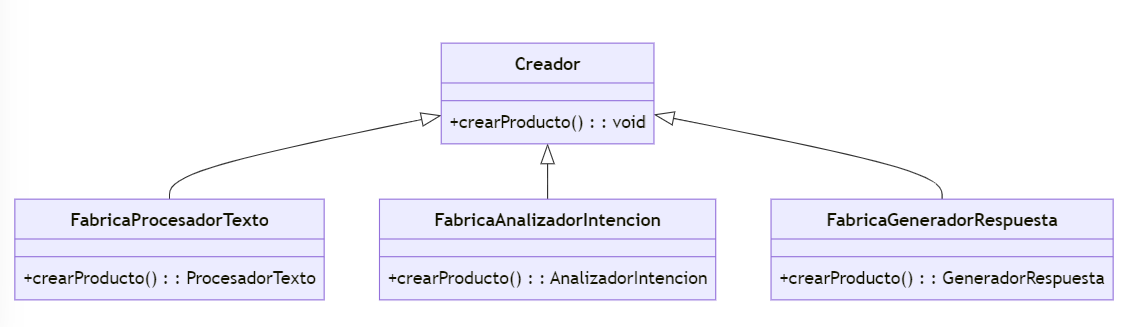 Creador
+crearProducto() : : void
FabricaProcesadorTexto
+crearProducto() : : ProcesadorTexto
FabricaAnalizadorIntencion
+crearProducto() : : AnalizadorIntencion
FabricaGeneradorRespuesta
+crearProducto() : : GeneradorRespuesta